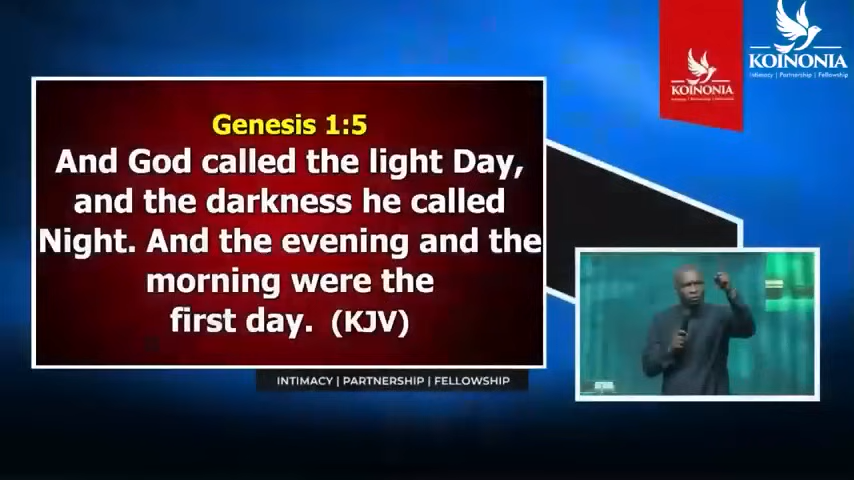 Genesis 1:5
And God called the light Day,
and the darkness he called
Night. And the evening and the
morning were the
first day. (KJV)
INTIMACY | PARTNERSHIP | FELLOWSHIP
KOINONIA
KOINONIA
Intimacy | Partnership | Fellowship